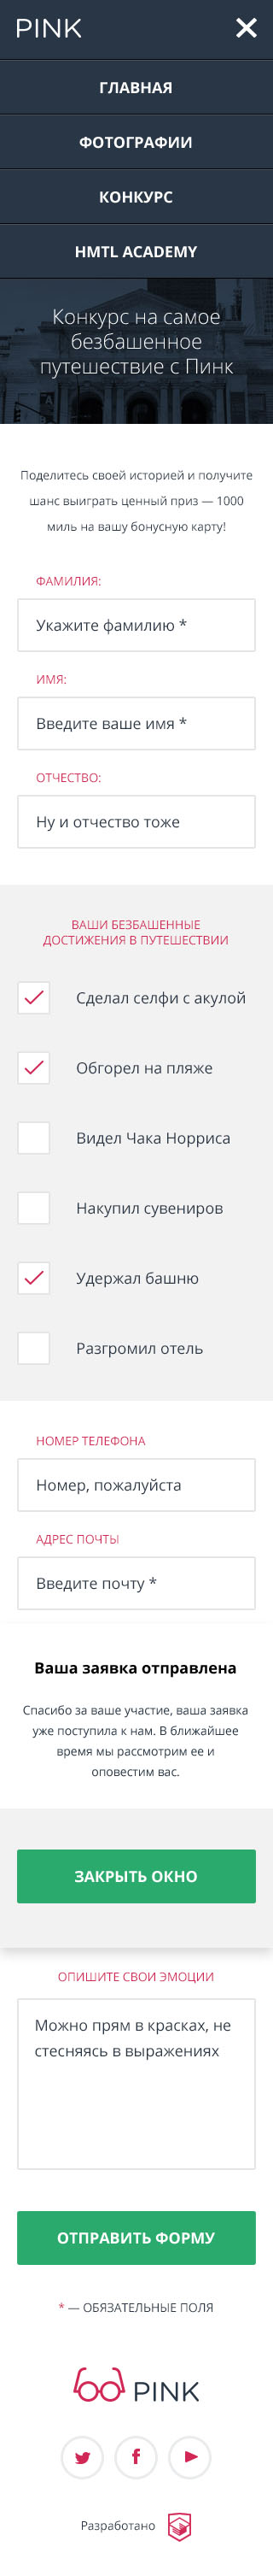 PINK
ГЛАВНАЯ
ФОТОГРАФИИ
КОНКУРС
HMTL ACADEMY
Конкурс на самое
безбашенное
путешествие с Пинк
Поделитесь своей историей и получите
шанс выиграть ценный приз — 1000
миль на вашу бонусную карту!
ФАМИЛИЯ:
Укажите фамилию *
ИМЯ:
Введите ваше имя *
ОТЧЕСТВО:
Ну и отчество тоже
ВАШИ БЕЗБАШЕННЫЕ
ДОСТИЖЕНИЯ В ПУТЕШЕСТВИИ
Сделал селфи с акулой
Обгорел на пляже
Видел Чака Норриса
Накупил сувениров
Удержал башню
Разгромил отель
НОМЕР ТЕЛЕФОНА
Номер, пожалуйста
АДРЕС ПОЧТЫ
Введите почту *
Ваша заявка отправлена
Спасибо за ваше участие, ваша заявка
уже поступила к нам. В ближайшее
время мы рассмотрим ее и
оповестим вас.
ЗАКРЫТЬ ОКНО
ОПИШИТЕ СВОИ ЭМОЦИИ
Можно прям в красках, не
стесняясь в выражениях
ОТПРАВИТЬ ФОРМУ
* — ОБЯЗАТЕЛЬНЫЕ ПОЛЯ
PINK
Разработано